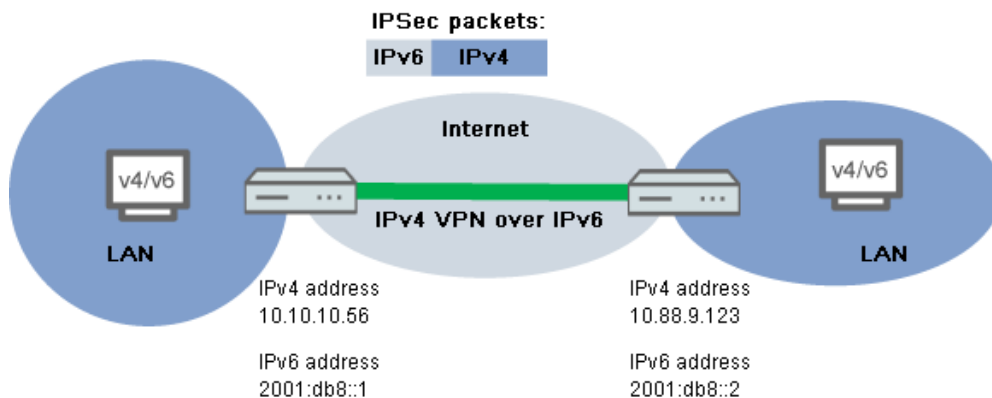 IPSec packets:
IPv6 IPv4
Internet
v4/v6
v4/v6
IPv4 VPN over IPv6
LAN
LAN
IPv4 address
10.10.10.56
IPv6 address
2001:db8::1
IPv4 address
10.88.9.123
IPv6 address
2001:db8::2